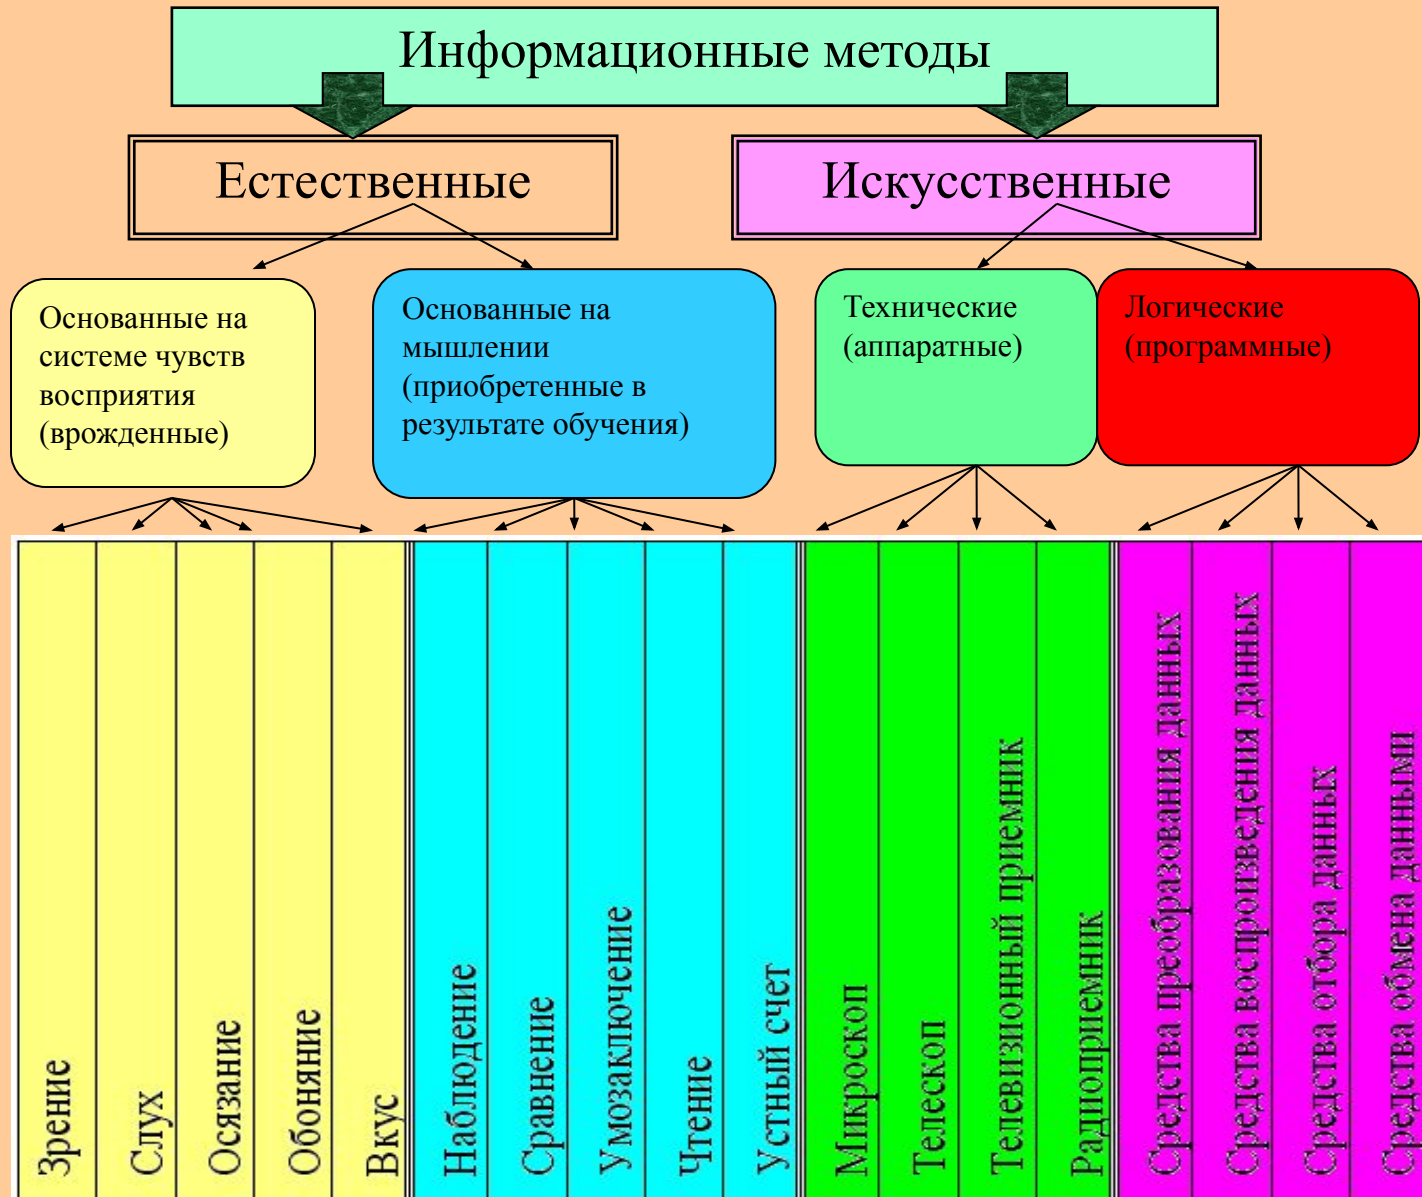 Информационные методы
Естественные
Искусственные
Основанные на
системе чувств
восприятия
(врожденные)
Основанные на
мышлении
(приобретенные в
результате обучения)
Технические
(аппаратные)
Логические
(программные)
Зрение
Слух
Осязание
Обоняние
Вкус
Наблюдение
Сравнение
Умозаключение
Чтение
Устный счет
Микроскоп
Телескоп
Телевизионный приемник
Радиоприемник
Средства преобразования данных
Средства воспроизведения данных
Средства отбора данных
Средства обмена данными